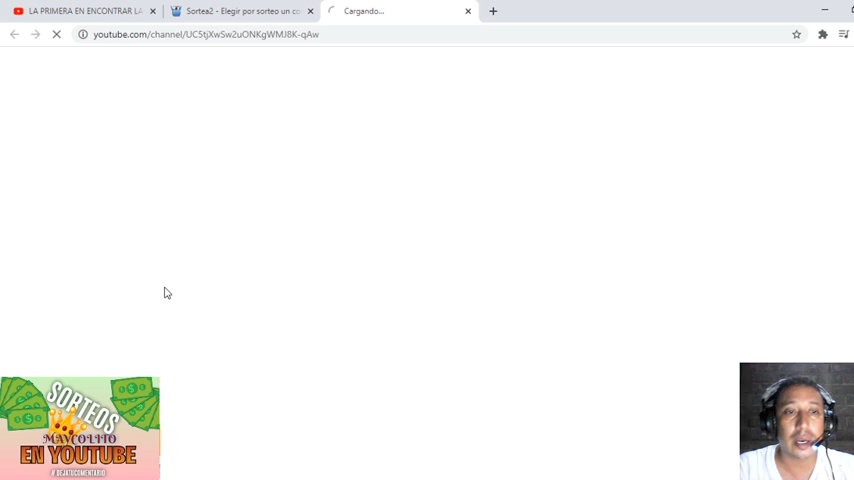 LA PRIMERA EN ENCONTRAR LA
Sortea2 - Elegir por sorteo un co
Cargando...
youtube.com/channel/UC5tjXwSw2uONKgWMJ8K-qAw
SORTEOS
MAYCOLITO
EN YOUTUBE
# DEJATUCOMENTARIO